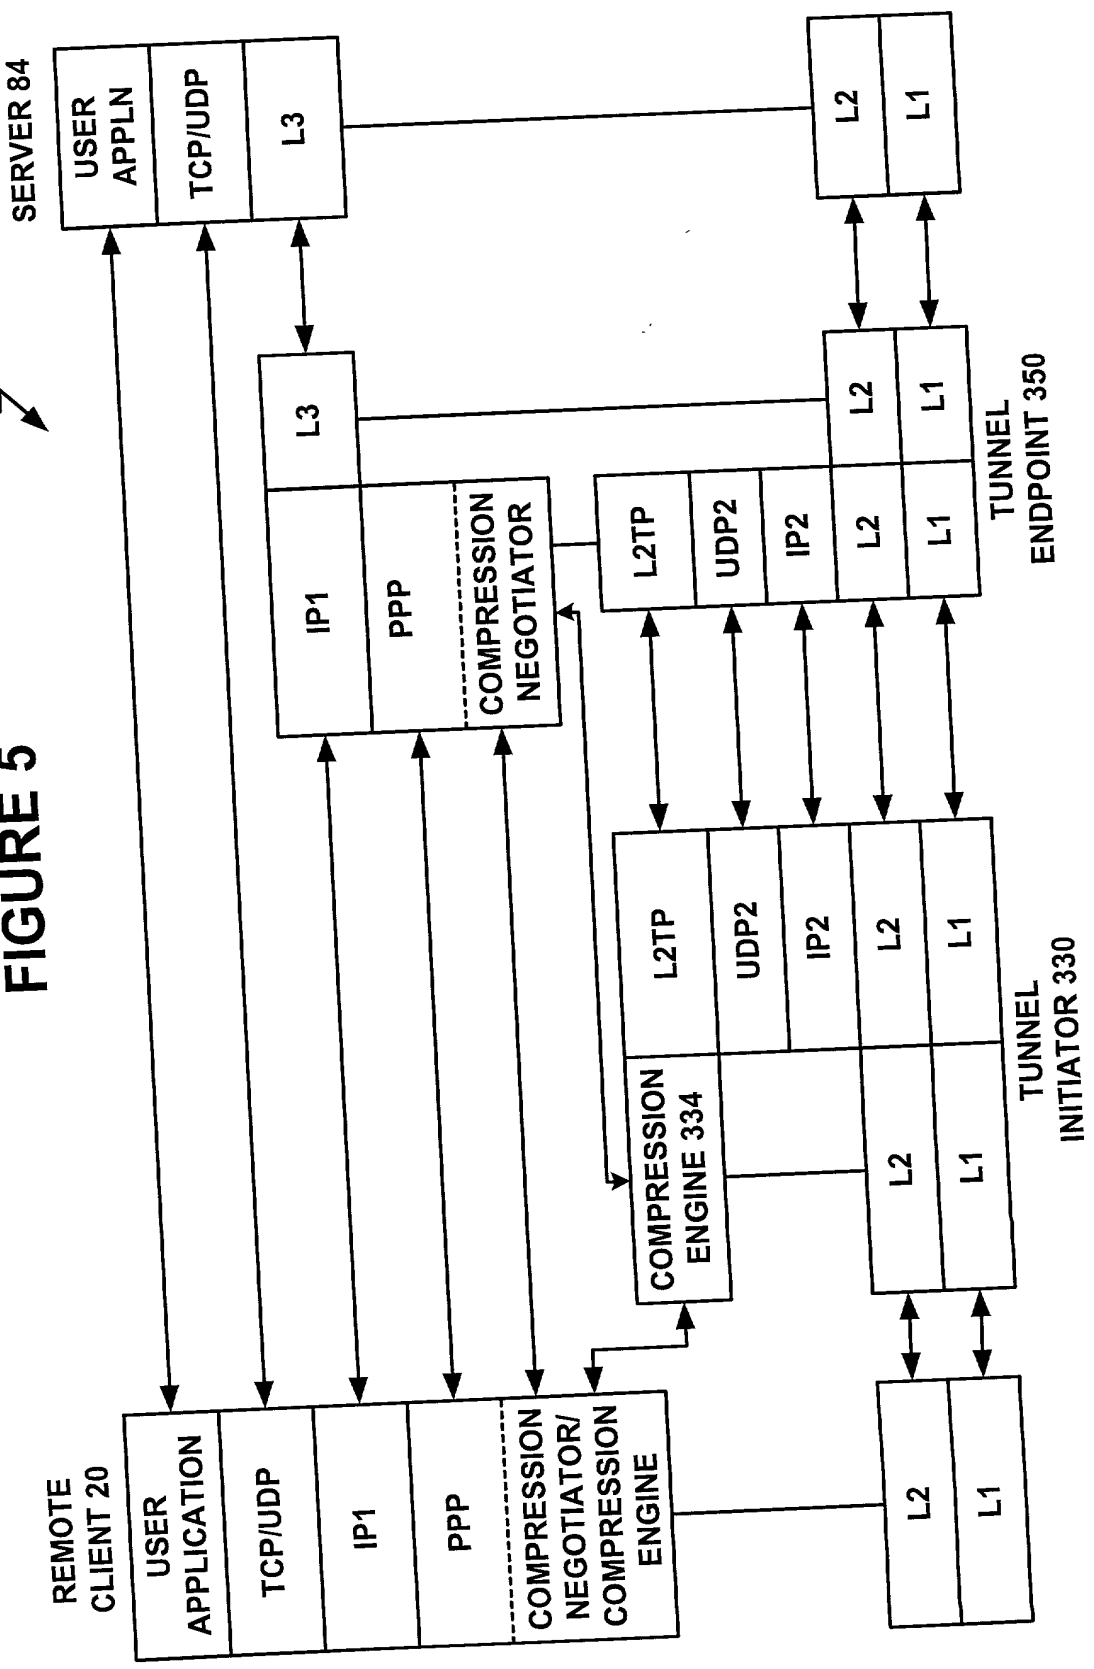 FIGURE 5
REMOTE
CLIENT 20
USER
APPLICATION
TCP/UDP
IP1
PPP
COMPRESSION
NEGOTIATOR/
COMPRESSION
ENGINE
L2
L1
COMPRESSION
ENGINE 334
L2
L1
L2TP
UDP2
IP2
L2
L1
TUNNEL
INITIATOR 330
IP1
PPP
COMPRESSION
NEGOTIATOR
L3
L2TP
UDP2
IP2
L2
L1
L2
L1
TUNNEL
ENDPOINT 350
SERVER 84
USER
APPLN
TCP/UDP
L3
L2
L1